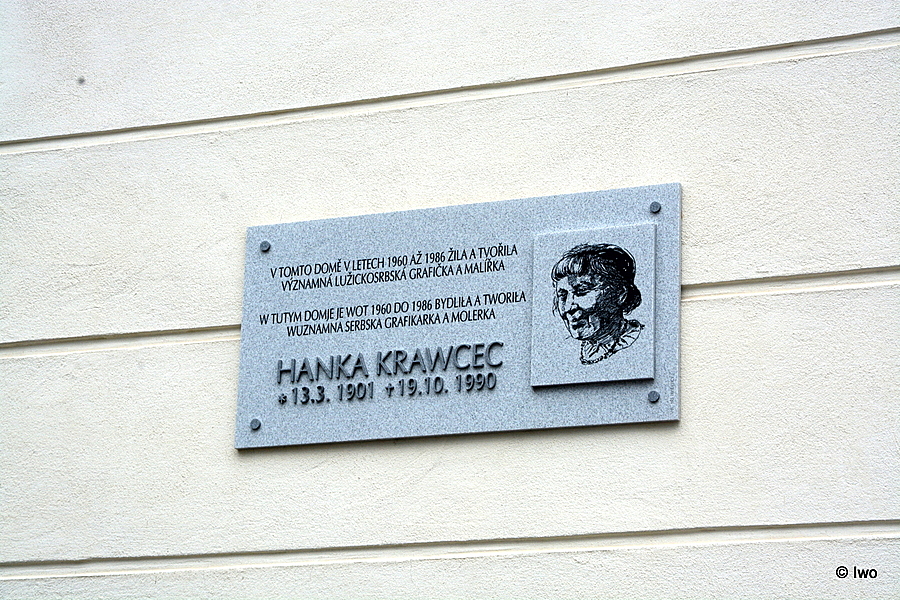 V TOMTO DOMĚ V LETECH 1960 AŽ 1986 ŽILA A TVOŘILA
VÝZNAMNÁ LUŽICKOSRBSKÁ GRAFIČKA A MALÍŘKA
W TUTYM DOMJE JE WOT 1960 DO 1986 BYDLIŁA A TWORIŁA
WUZNAMNA SERBSKA GRAFIKARKA A MOLERKA
HANKA KRAWCEC
* 13.3. 1901 † 19.10. 1990
© Iwo